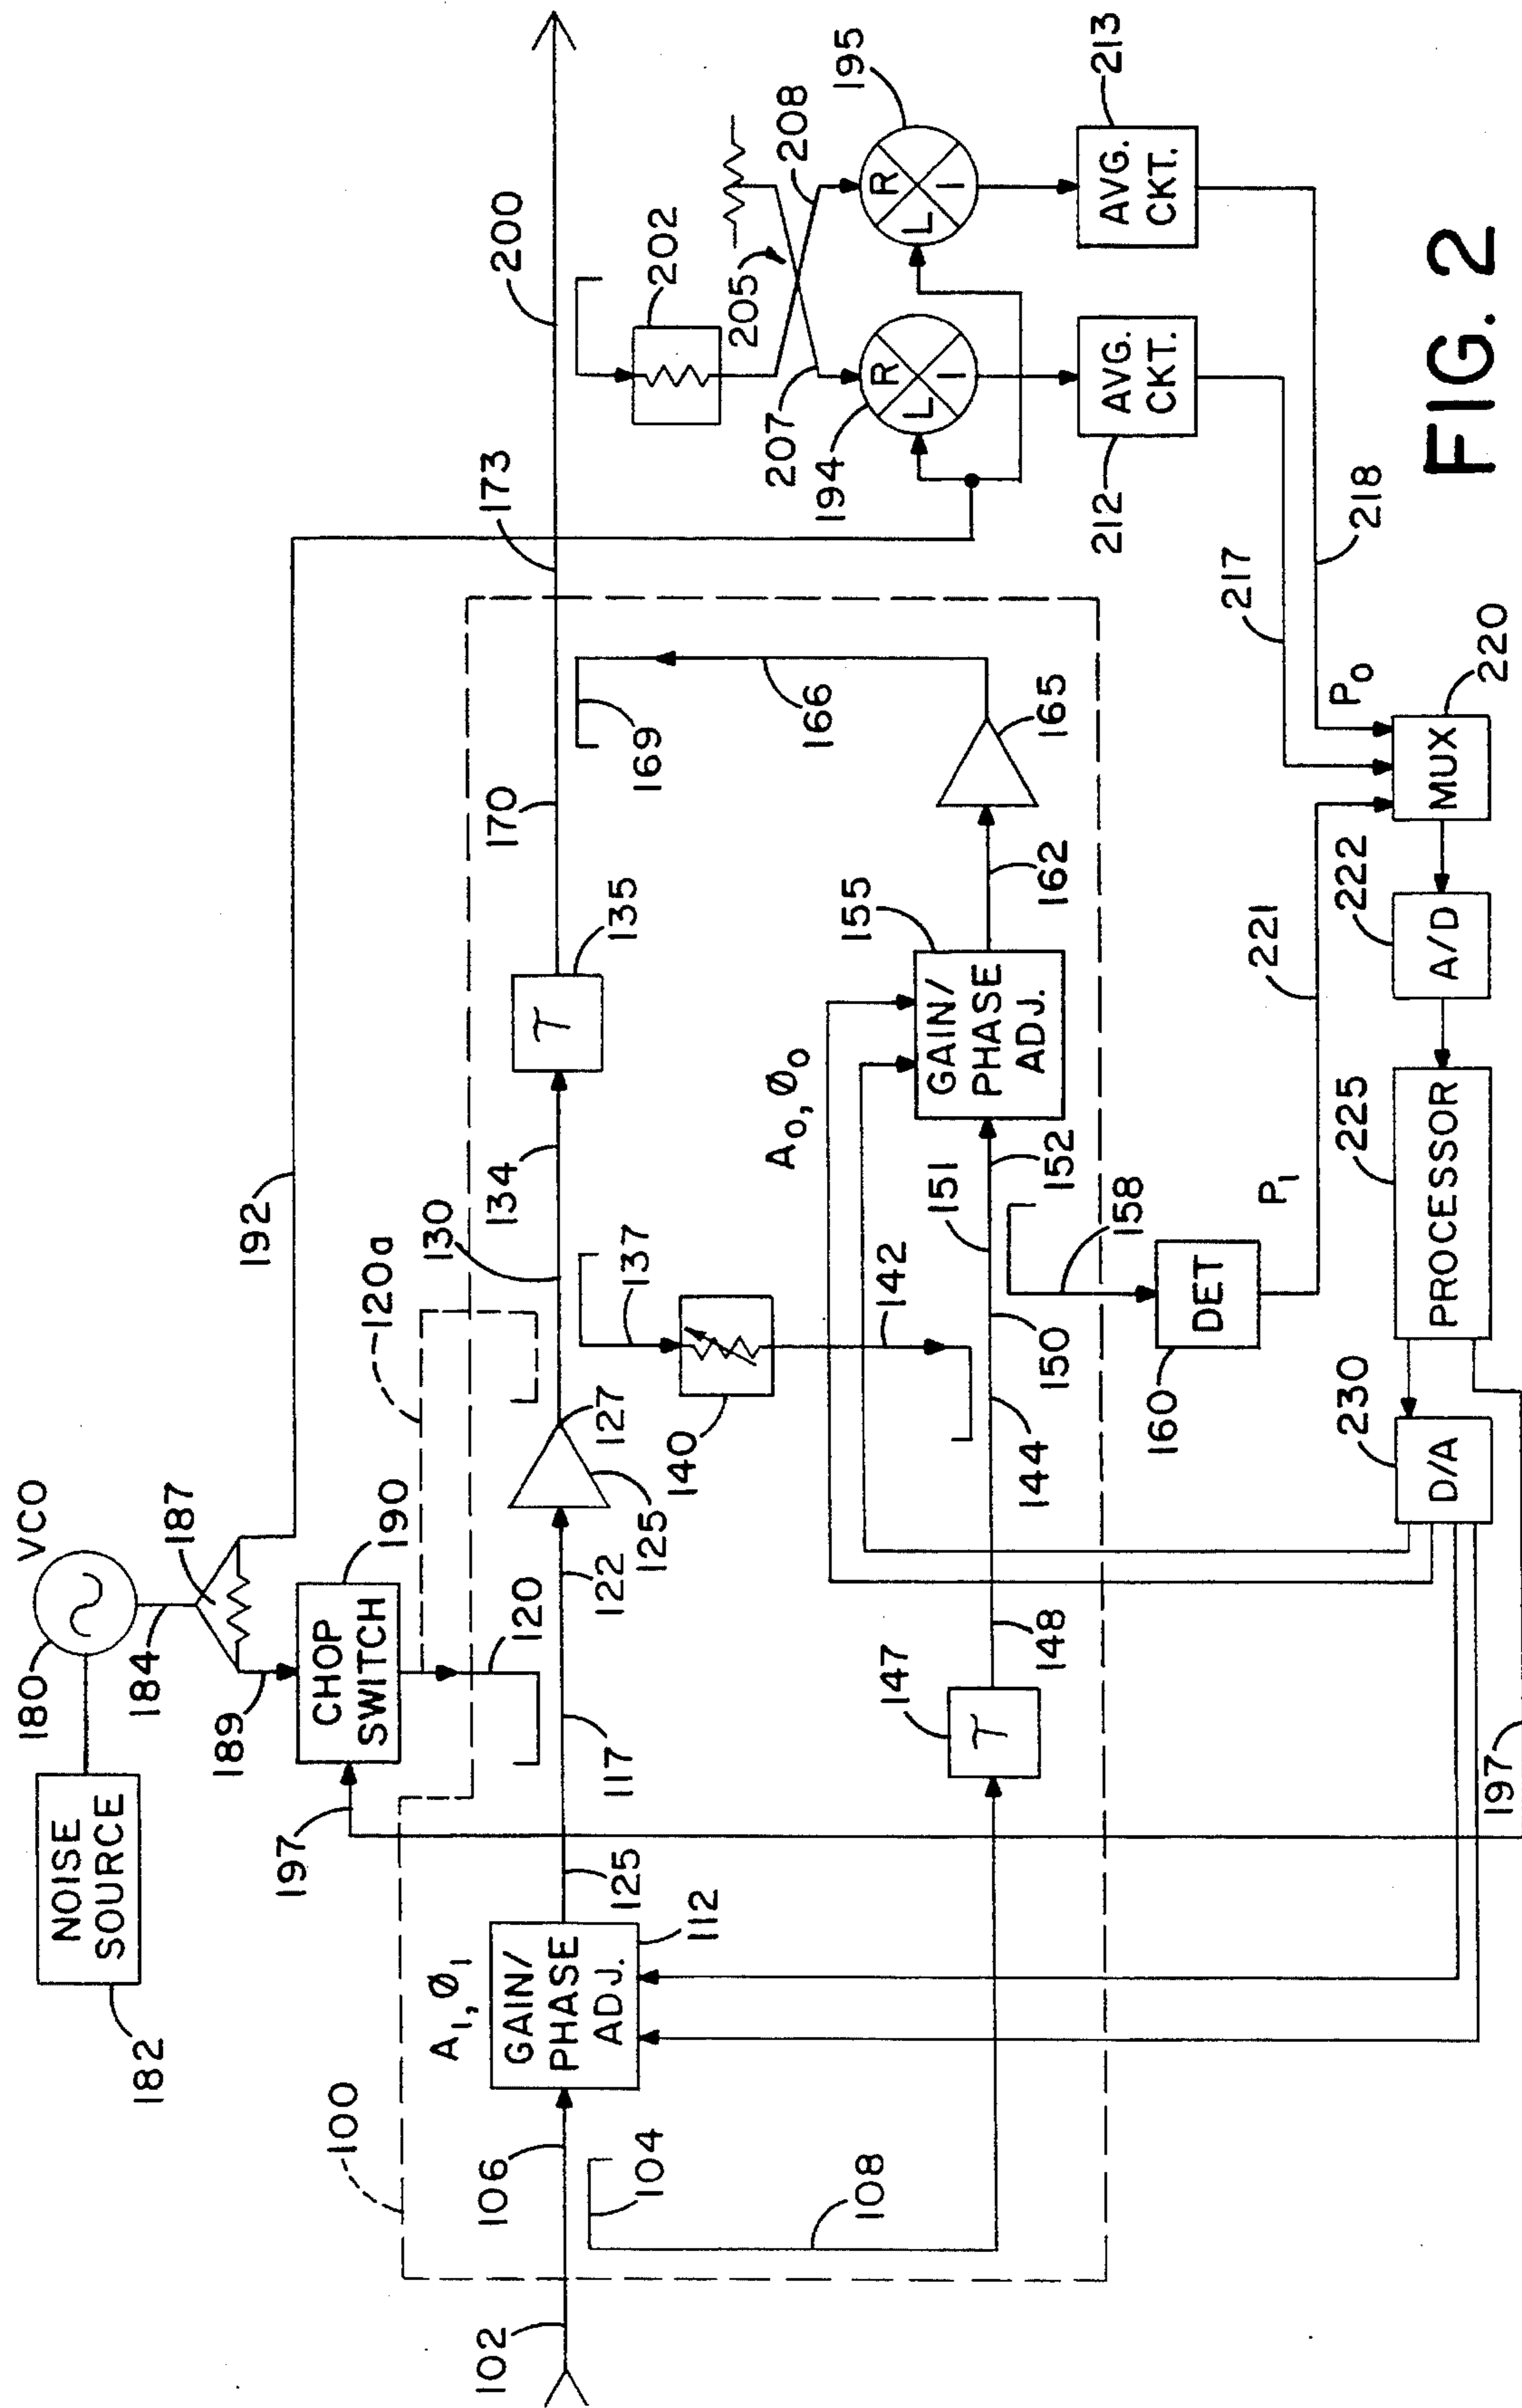 VCO
180
NOISE
SOURCE
182
184
187
189
192
CHOP
SWITCH
190
197
120a
100
120
102
106
104
108
A1, Ø1
GAIN/
PHASE
ADJ.
112
125
117
122
125
127
130
134
τ
135
137
140
142
170
173
169
166
200
202
205
207
208
R
L
I
194
R
L
I
195
AVG.
CKT.
212
AVG.
CKT.
213
τ
147
148
144
150
151
152
A0, Ø0
GAIN/
PHASE
ADJ.
155
162
165
158
DET
160
P1
221
217
218
P0
MUX
220
A/D
222
PROCESSOR
225
D/A
230
197
FIG. 2